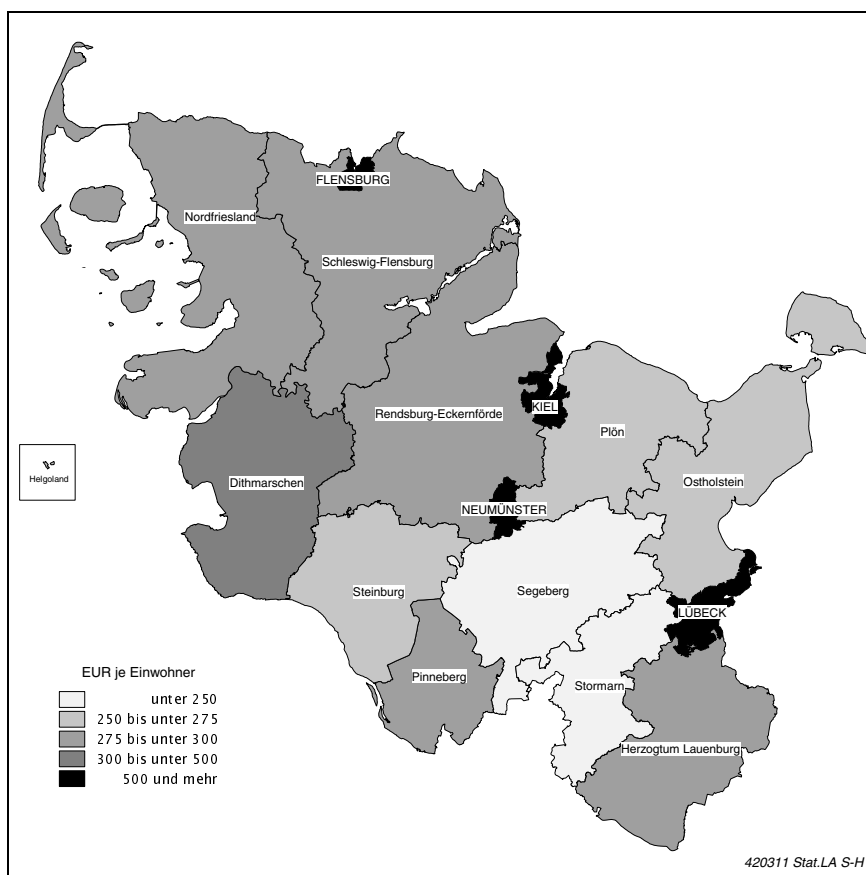 FLENSBURG
Nordfriesland
Schleswig-Flensburg
Rendsburg-Eckernförde
KIEL
Plön
Helgoland
Dithmarschen
Ostholstein
NEUMÜNSTER
Steinburg
Segeberg
LÜBECK
Pinneberg
Stormarn
Herzogtum Lauenburg
EUR je Einwohner
unter 250
250 bis unter 275
275 bis unter 300
300 bis unter 500
500 und mehr
420311 Stat.LA S-H